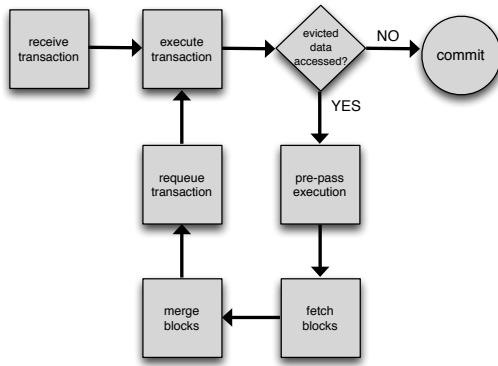 receive
transaction
execute
transaction
evicted
data
accessed?
NO
commit
YES
requeue
transaction
pre-pass
execution
merge
blocks
fetch
blocks